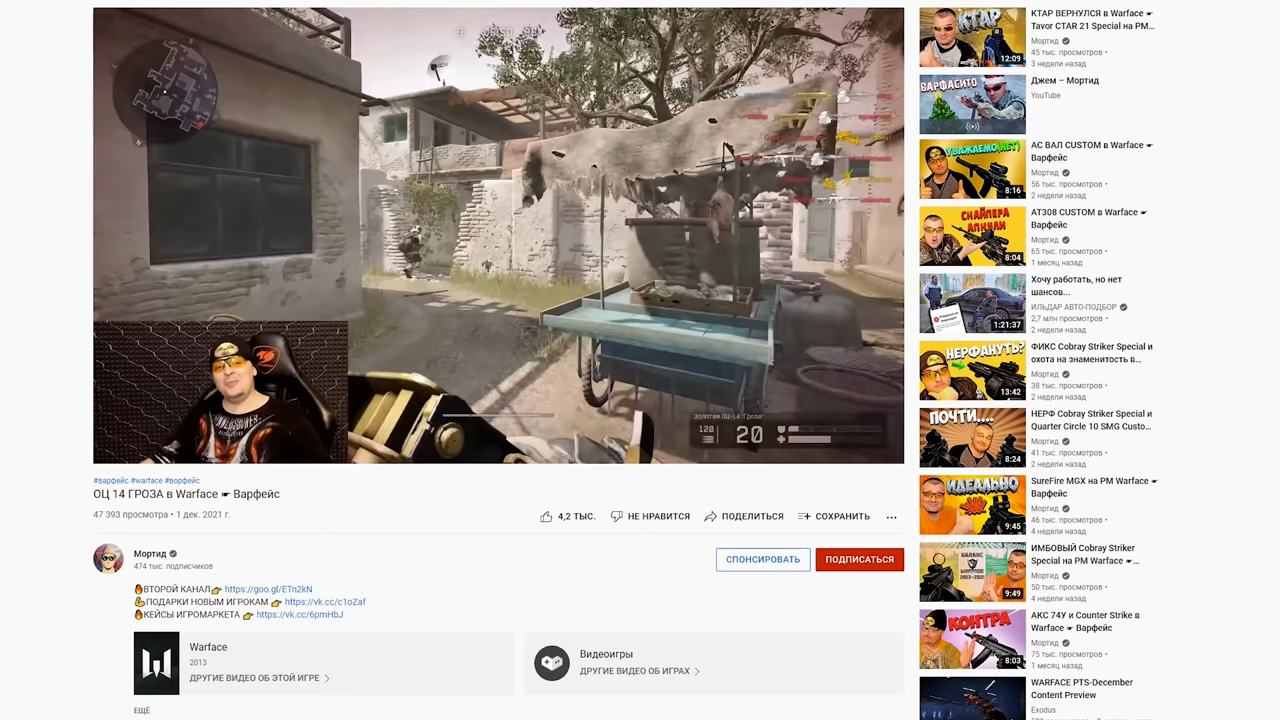 Золотая ОЦ-14 "Гроза"
120
20
#варфейс #warface #ворфейс
ОЦ 14 ГРОЗА в Warface ☛ Варфейс
47 393 просмотра • 1 дек. 2021 г.
4,2 ТЫС.
НЕ НРАВИТСЯ
ПОДЕЛИТЬСЯ
СОХРАНИТЬ
Мортид
474 тыс. подписчиков
СПОНСИРОВАТЬ
ПОДПИСАТЬСЯ
🔥ВТОРОЙ КАНАЛ👉 https://goo.gl/ETn2kN
💪ПОДАРКИ НОВЫМ ИГРОКАМ 👉 https://vk.cc/c1oZaf
🔥КЕЙСЫ ИГРОМАРКЕТА 👉 https://vk.cc/6pmHbJ
Warface
2013
ДРУГИЕ ВИДЕО ОБ ЭТОЙ ИГРЕ
Видеоигры
ДРУГИЕ ВИДЕО ОБ ИГРАХ
ЕЩЁ
КТАР
12:09
КТАР ВЕРНУЛСЯ в Warface ☛
Tavor CTAR 21 Special на РМ…
Мортид
45 тыс. просмотров •
3 недели назад
ВАРФАСИТО
Джем – Мортид
YouTube
УВАЖАЕМО(НЕТ)
8:16
АС ВАЛ CUSTOM в Warface ☛
Варфейс
Мортид
56 тыс. просмотров •
2 недели назад
СНАЙПЕРА
АПНУЛИ
8:04
AT308 CUSTOM в Warface ☛
Варфейс
Мортид
65 тыс. просмотров •
1 месяц назад
1:21:37
Хочу работать, но нет
шансов...
ИЛЬДАР АВТО-ПОДБОР
2,7 млн просмотров •
2 недели назад
НЕРФАНУТЬ?
13:42
ФИКС Cobray Striker Special и
охота на знаменитость в…
Мортид
38 тыс. просмотров •
2 недели назад
ПОЧТИ....
8:24
НЕРФ Cobray Striker Special и
Quarter Circle 10 SMG Custo…
Мортид
41 тыс. просмотров •
2 недели назад
ИДЕАЛЬНО
9:45
SureFire MGX на РМ Warface ☛
Варфейс
Мортид
46 тыс. просмотров •
4 недели назад
БАЛАНС
WARFACE
2013-2021
9:49
ИМБОВЫЙ Cobray Striker
Special на РМ Warface ☛…
Мортид
50 тыс. просмотров •
4 недели назад
КОНТРА
8:03
АКС 74У и Counter Strike в
Warface ☛ Варфейс
Мортид
75 тыс. просмотров •
1 месяц назад
WARFACE PTS-December
Content Preview
Exodus